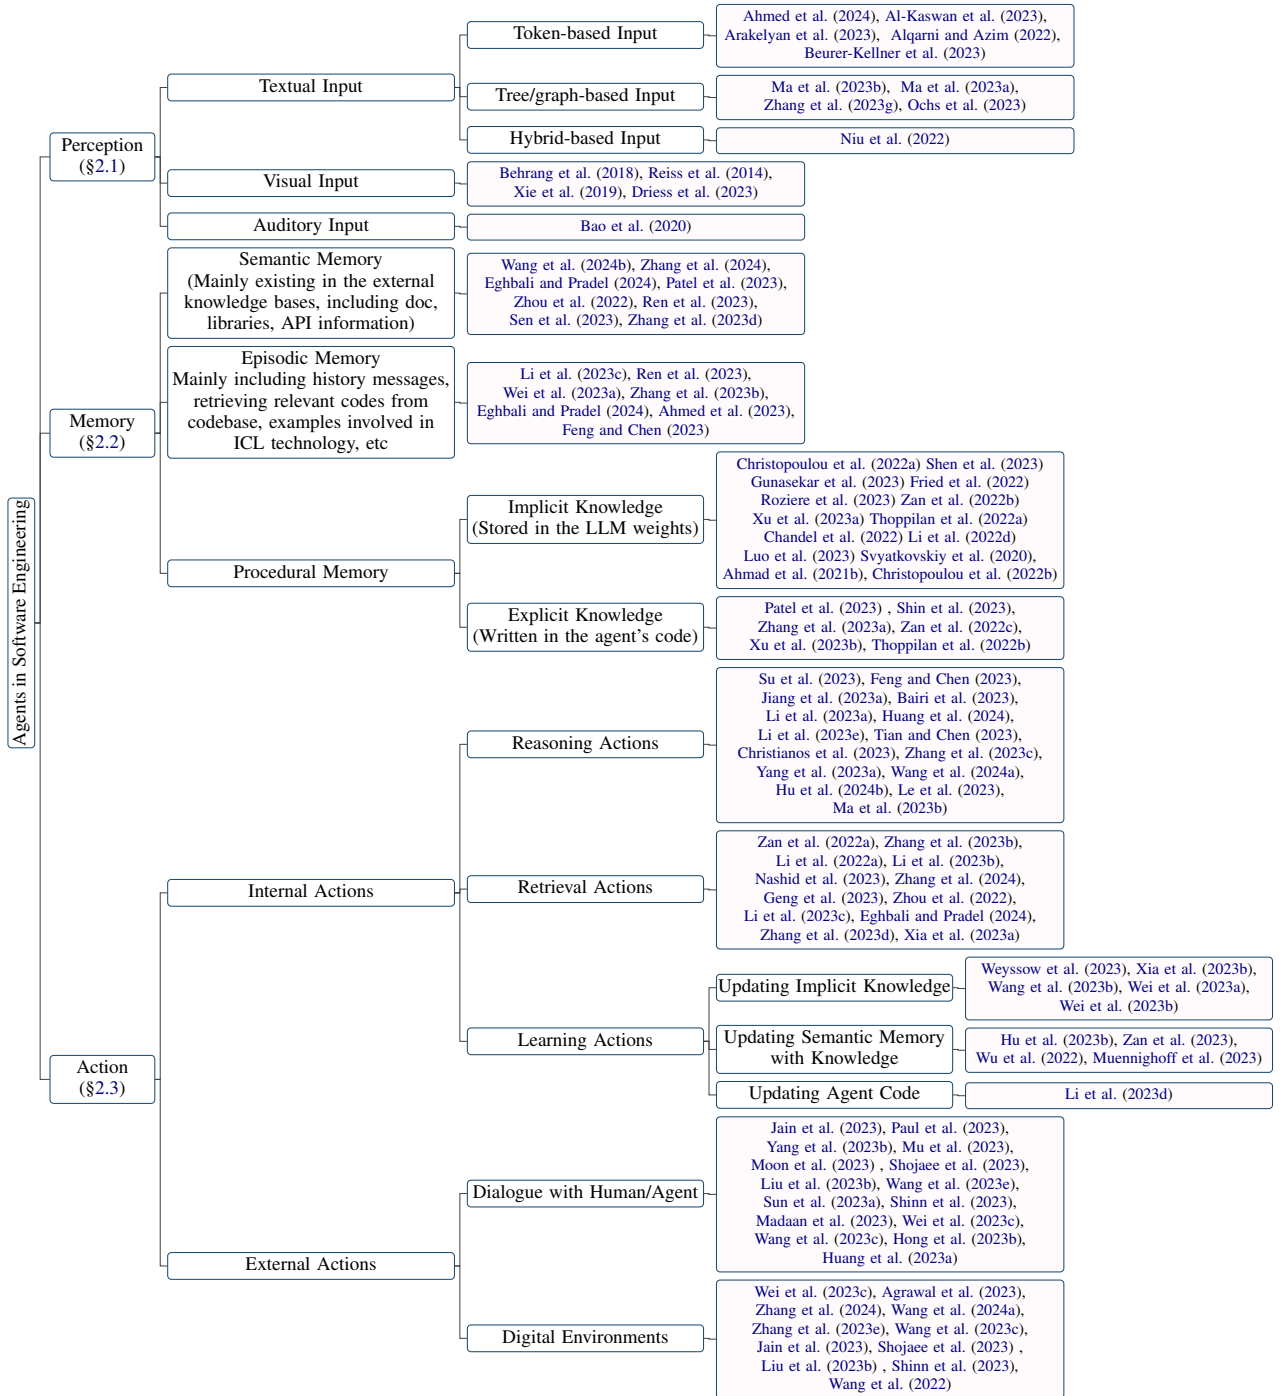 Agents in Software Engineering
Perception
(§2.1)
Textual Input
Token-based Input
Ahmed et al. (2024), Al-Kaswan et al. (2023),
Arakelyan et al. (2023), Alqarni and Azim (2022),
Beurer-Kellner et al. (2023)
Tree/graph-based Input
Ma et al. (2023b), Ma et al. (2023a),
Zhang et al. (2023g), Ochs et al. (2023)
Hybrid-based Input
Niu et al. (2022)
Visual Input
Behrang et al. (2018), Reiss et al. (2014),
Xie et al. (2019), Driess et al. (2023)
Auditory Input
Bao et al. (2020)
Memory
(§2.2)
Semantic Memory
(Mainly existing in the external
knowledge bases, including doc,
libraries, API information)
Wang et al. (2024b), Zhang et al. (2024),
Eghbali and Pradel (2024), Patel et al. (2023),
Zhou et al. (2022), Ren et al. (2023),
Sen et al. (2023), Zhang et al. (2023d)
Episodic Memory
Mainly including history messages,
retrieving relevant codes from
codebase, examples involved in
ICL technology, etc
Li et al. (2023c), Ren et al. (2023),
Wei et al. (2023a), Zhang et al. (2023b),
Eghbali and Pradel (2024), Ahmed et al. (2023),
Feng and Chen (2023)
Procedural Memory
Implicit Knowledge
(Stored in the LLM weights)
Christopoulou et al. (2022a) Shen et al. (2023)
Gunasekar et al. (2023) Fried et al. (2022)
Roziere et al. (2023) Zan et al. (2022b)
Xu et al. (2023a) Thoppilan et al. (2022a)
Chandel et al. (2022) Li et al. (2022d)
Luo et al. (2023) Svyatkovskiy et al. (2020),
Ahmad et al. (2021b), Christopoulou et al. (2022b)
Explicit Knowledge
(Written in the agent's code)
Patel et al. (2023) , Shin et al. (2023),
Zhang et al. (2023a), Zan et al. (2022c),
Xu et al. (2023b), Thoppilan et al. (2022b)
Action
(§2.3)
Internal Actions
Reasoning Actions
Su et al. (2023), Feng and Chen (2023),
Jiang et al. (2023a), Bairi et al. (2023),
Li et al. (2023a), Huang et al. (2024),
Li et al. (2023e), Tian and Chen (2023),
Christianos et al. (2023), Zhang et al. (2023c),
Yang et al. (2023a), Wang et al. (2024a),
Hu et al. (2024b), Le et al. (2023),
Ma et al. (2023b)
Retrieval Actions
Zan et al. (2022a), Zhang et al. (2023b),
Li et al. (2022a), Li et al. (2023b),
Nashid et al. (2023), Zhang et al. (2024),
Geng et al. (2023), Zhou et al. (2022),
Li et al. (2023c), Eghbali and Pradel (2024),
Zhang et al. (2023d), Xia et al. (2023a)
Learning Actions
Updating Implicit Knowledge
Weyssow et al. (2023), Xia et al. (2023b),
Wang et al. (2023b), Wei et al. (2023a),
Wei et al. (2023b)
Updating Semantic Memory
with Knowledge
Hu et al. (2023b), Zan et al. (2023),
Wu et al. (2022), Muennighoff et al. (2023)
Updating Agent Code
Li et al. (2023d)
External Actions
Dialogue with Human/Agent
Jain et al. (2023), Paul et al. (2023),
Yang et al. (2023b), Mu et al. (2023),
Moon et al. (2023) , Shojaee et al. (2023),
Liu et al. (2023b), Wang et al. (2023e),
Sun et al. (2023a), Shinn et al. (2023),
Madaan et al. (2023), Wei et al. (2023c),
Wang et al. (2023c), Hong et al. (2023b),
Huang et al. (2023a)
Digital Environments
Wei et al. (2023c), Agrawal et al. (2023),
Zhang et al. (2024), Wang et al. (2024a),
Zhang et al. (2023e), Wang et al. (2023c),
Jain et al. (2023), Shojaee et al. (2023) ,
Liu et al. (2023b) , Shinn et al. (2023),
Wang et al. (2022)